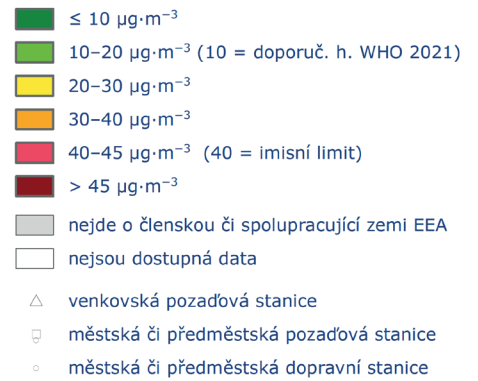 ≤ 10 µg·m⁻³
10–20 µg·m⁻³ (10 = doporuč. h. WHO 2021)
20–30 µg·m⁻³
30–40 µg·m⁻³
40–45 µg·m⁻³ (40 = imisní limit)
> 45 µg·m⁻³
nejde o členskou či spolupracující zemi EEA
nejsou dostupná data
venkovská pozaďová stanice
městská či předměstská pozaďová stanice
městská či předměstská dopravní stanice